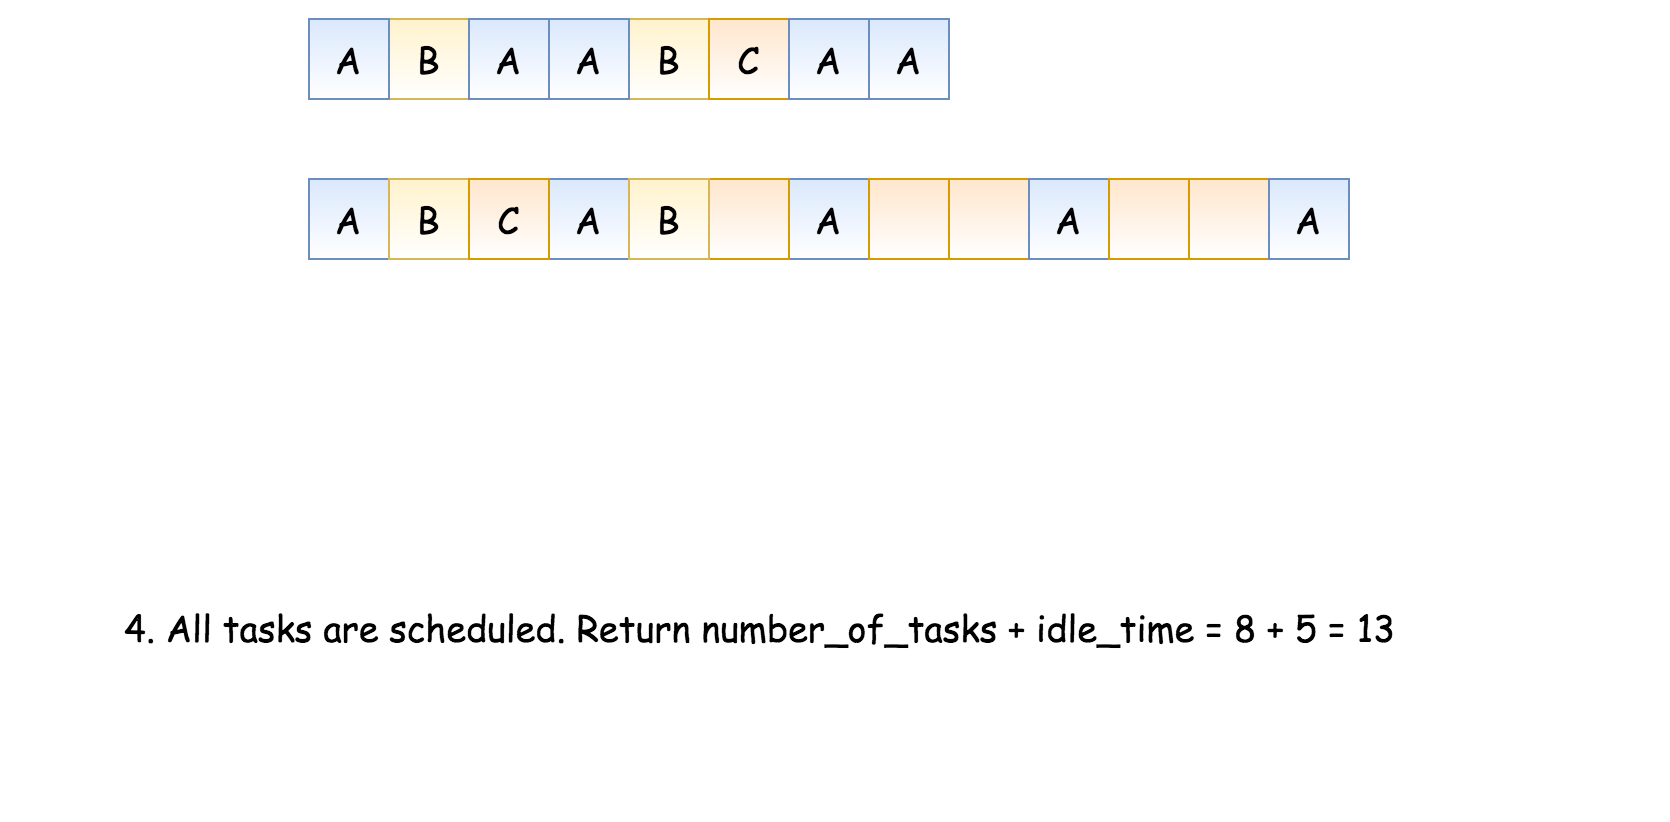 A B A A B C A A
A B C A B A A A
4. All tasks are scheduled. Return number_of_tasks + idle_time = 8 + 5 = 13